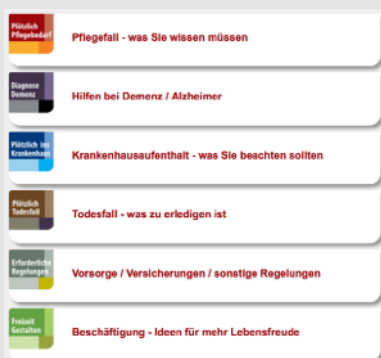 Plötzlich
Pflegebedarf
Pflegefall - was Sie wissen müssen
Diagnose
Demenz
Hilfen bei Demenz / Alzheimer
Plötzlich ins
Krankenhaus
Krankenhausaufenthalt - was Sie beachten sollten
Plötzlich
Todesfall
Todesfall - was zu erledigen ist
Erforderliche
Regelungen
Vorsorge / Versicherungen / sonstige Regelungen
Freizeit
Gestalten
Beschäftigung - Ideen für mehr Lebensfreude